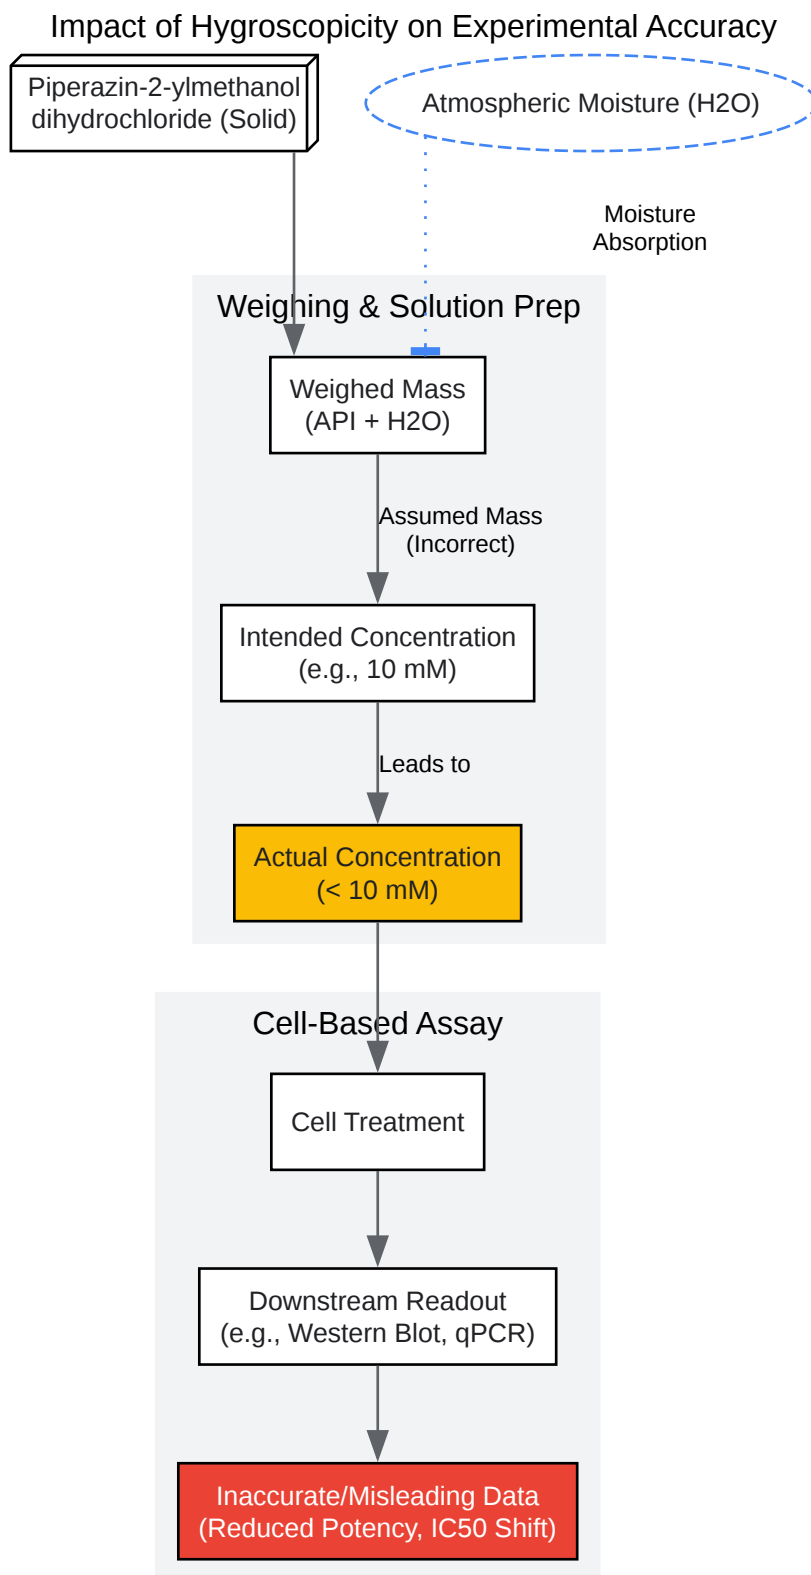 Impact of Hygroscopicity on Experimental Accuracy
Piperazin-2-ylmethanol
dihydrochloride (Solid)
Atmospheric Moisture (H2O)
Moisture
Absorption
Weighing & Solution Prep
Weighed Mass
(API + H2O)
Assumed Mass
(Incorrect)
Intended Concentration
(e.g., 10 mM)
Leads to
Actual Concentration
(< 10 mM)
Cell-Based Assay
Cell Treatment
Downstream Readout
(e.g., Western Blot, qPCR)
Inaccurate/Misleading Data
(Reduced Potency, IC50 Shift)